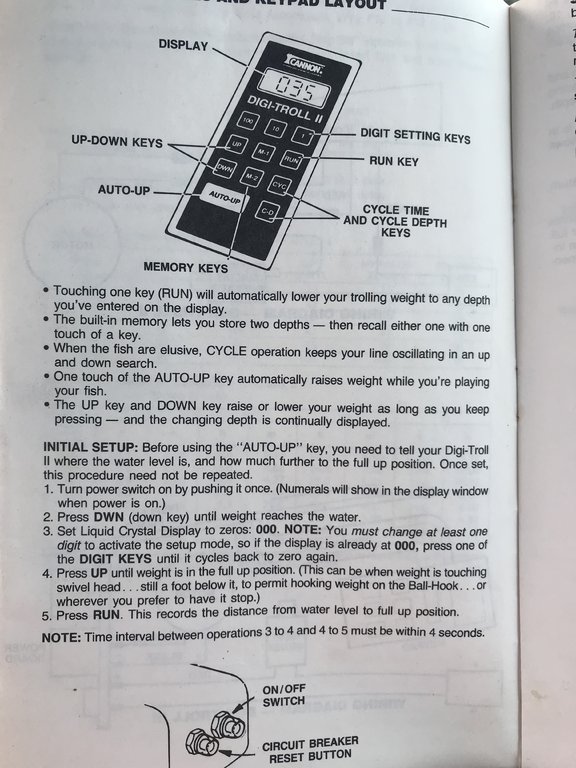 AND KEYPAD LAYOUT
DISPLAY
CANNON
035
DIGI-TROLL II
100 10 1
UP M-1 RUN
DWN M-2 CYC
AUTO-UP C-D
UP-DOWN KEYS
AUTO-UP
MEMORY KEYS
DIGIT SETTING KEYS
RUN KEY
CYCLE TIME
AND CYCLE DEPTH
KEYS
• Touching one key (RUN) will automatically lower your trolling weight to any depth
you've entered on the display.
• The built-in memory lets you store two depths — then recall either one with one
touch of a key.
• When the fish are elusive, CYCLE operation keeps your line oscillating in an up
and down search.
• One touch of the AUTO-UP key automatically raises weight while you're playing
your fish.
• The UP key and DOWN key raise or lower your weight as long as you keep
pressing — and the changing depth is continually displayed.
INITIAL SETUP: Before using the "AUTO-UP" key, you need to tell your Digi-Troll
II where the water level is, and how much further to the full up position. Once set,
this procedure need not be repeated.
1. Turn power switch on by pushing it once. (Numerals will show in the display window
when power is on.)
2. Press DWN (down key) until weight reaches the water.
3. Set Liquid Crystal Display to zeros: 000. NOTE: You must change at least one
digit to activate the setup mode, so if the display is already at 000, press one of
the DIGIT KEYS until it cycles back to zero again.
4. Press UP until weight is in the full up position. (This can be when weight is touching
swivel head . . . still a foot below it, to permit hooking weight on the Ball-Hook . . . or
wherever you prefer to have it stop.)
5. Press RUN. This records the distance from water level to full up position.
NOTE: Time interval between operations 3 to 4 and 4 to 5 must be within 4 seconds.
ON/OFF
SWITCH
CIRCUIT BREAKER
RESET BUTTON